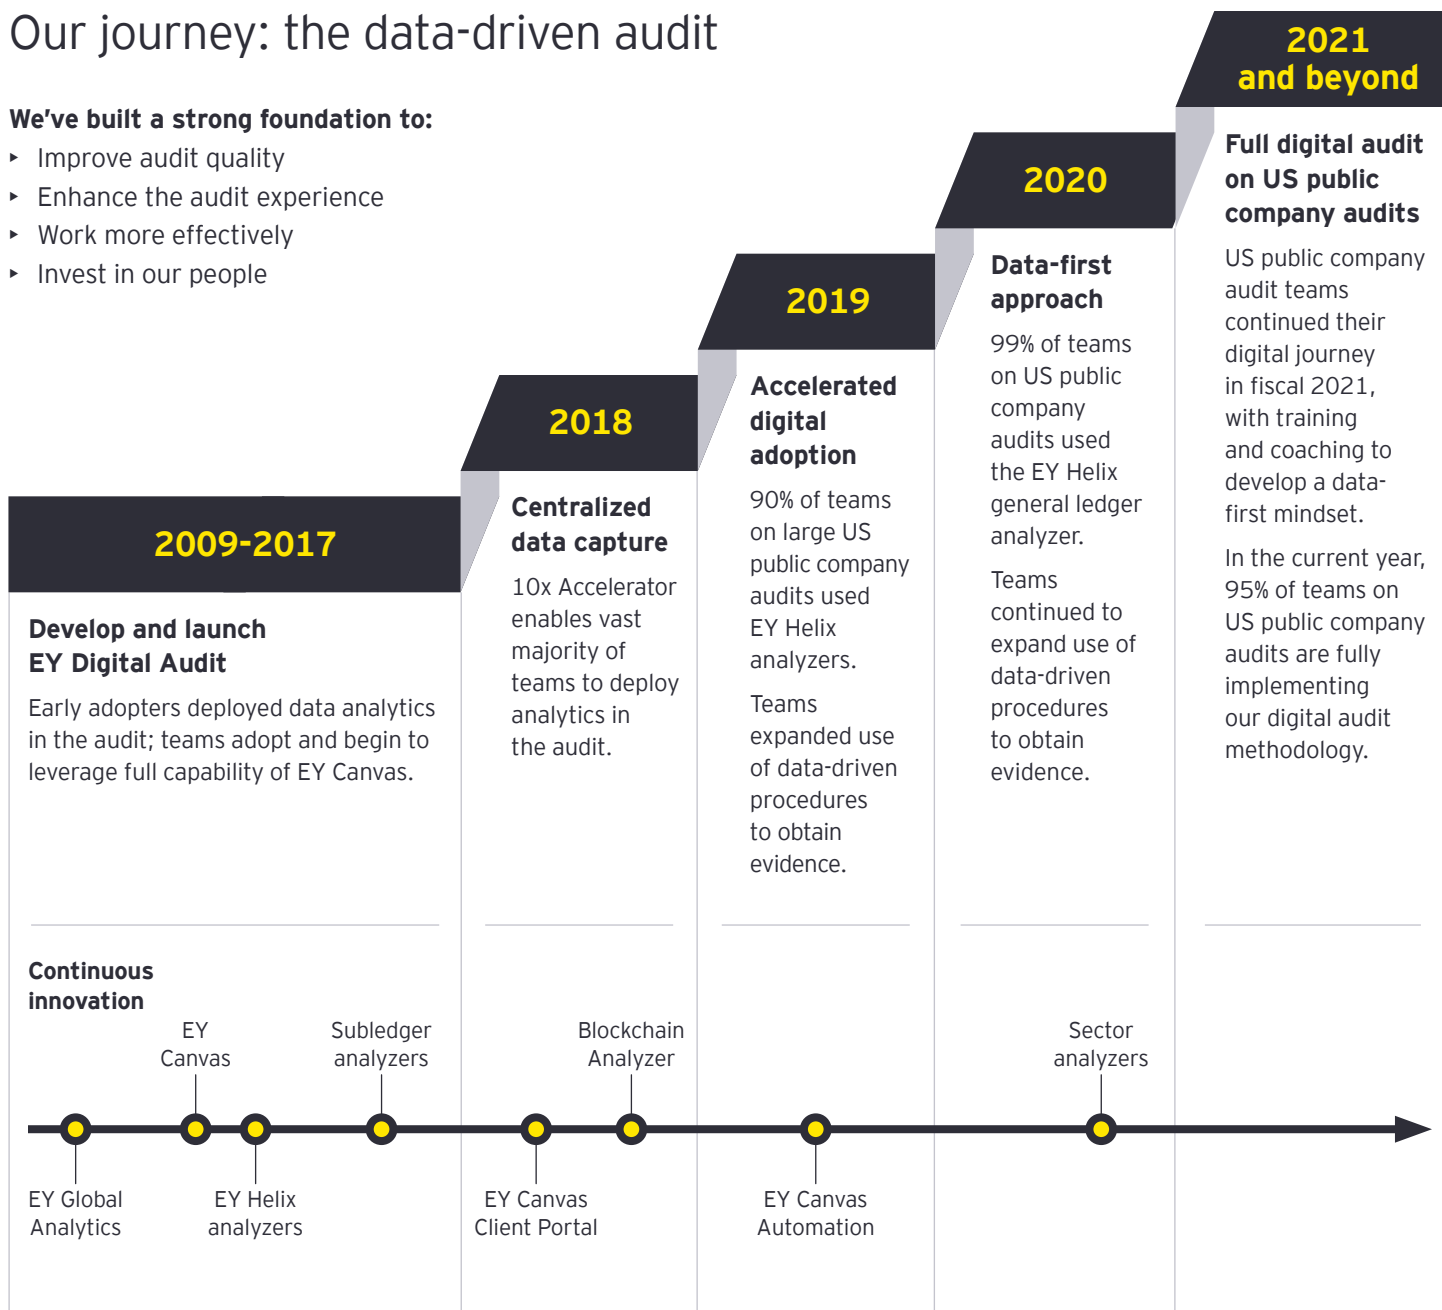 Our journey: the data-driven audit
We've built a strong foundation to:
‣ Improve audit quality
‣ Enhance the audit experience
‣ Work more effectively
‣ Invest in our people
2009-2017
Develop and launch
EY Digital Audit
Early adopters deployed data analytics
in the audit; teams adopt and begin to
leverage full capability of EY Canvas.
2018
Centralized
data capture
10x Accelerator
enables vast
majority of
teams to deploy
analytics in
the audit.
2019
Accelerated
digital
adoption
90% of teams
on large US
public company
audits used
EY Helix
analyzers.
Teams
expanded use
of data-driven
procedures
to obtain
evidence.
2020
Data-first
approach
99% of teams
on US public
company
audits used
the EY Helix
general ledger
analyzer.
Teams
continued to
expand use of
data-driven
procedures
to obtain
evidence.
2021
and beyond
Full digital audit
on US public
company audits
US public company
audit teams
continued their
digital journey
in fiscal 2021,
with training
and coaching to
develop a data-
first mindset.
In the current year,
95% of teams on
US public company
audits are fully
implementing
our digital audit
methodology.
Continuous
innovation
EY Global
Analytics
EY
Canvas
EY Helix
analyzers
Subledger
analyzers
EY Canvas
Client Portal
Blockchain
Analyzer
EY Canvas
Automation
Sector
analyzers